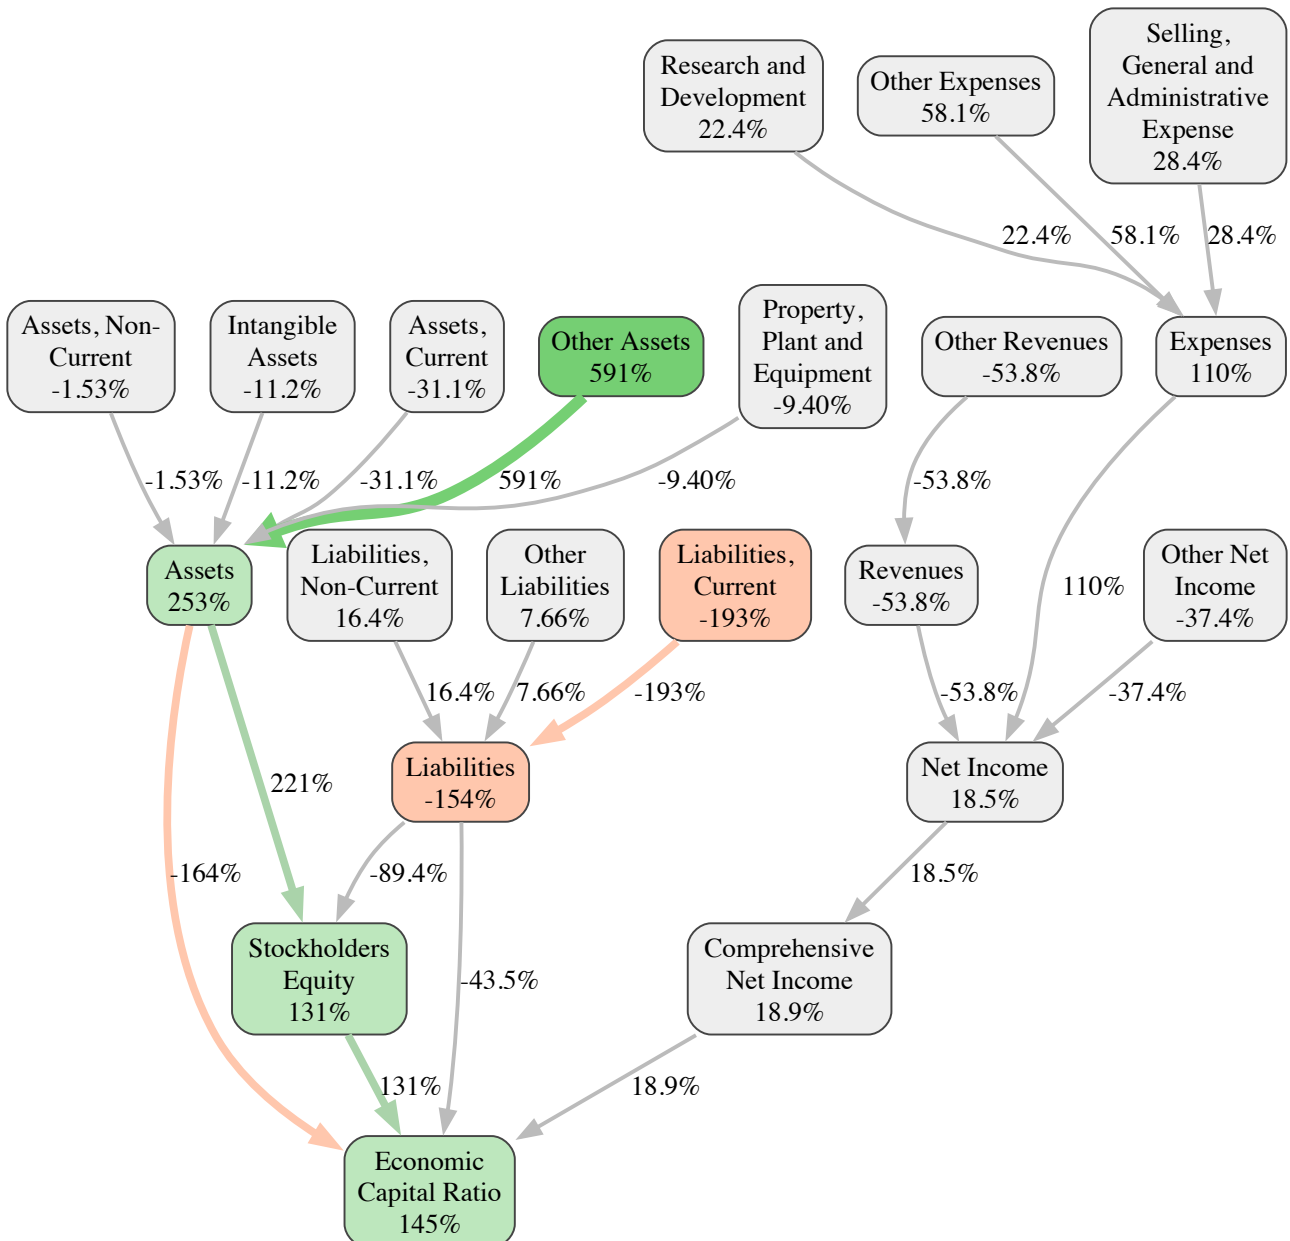 Research and
Development
22.4%
Other Expenses
58.1%
Selling,
General and
Administrative
Expense
28.4%
22.4%
58.1%
28.4%
Assets, Non-
Current
-1.53%
Intangible
Assets
-11.2%
Assets,
Current
-31.1%
Other Assets
591%
Property,
Plant and
Equipment
-9.40%
Other Revenues
-53.8%
Expenses
110%
-1.53%
-11.2%
-31.1%
591%
-9.40%
-53.8%
Assets
253%
Liabilities,
Non-Current
16.4%
Other
Liabilities
7.66%
Liabilities,
Current
-193%
Revenues
-53.8%
110%
Other Net
Income
-37.4%
16.4%
7.66%
-193%
-53.8%
-37.4%
221%
Liabilities
-154%
Net Income
18.5%
-164%
-89.4%
18.5%
Stockholders
Equity
131%
-43.5%
Comprehensive
Net Income
18.9%
131%
18.9%
Economic
Capital Ratio
145%